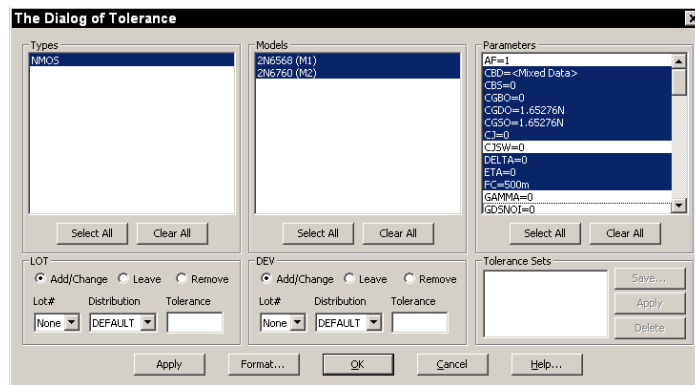 The Dialog of Tolerance
Types
NMOS
Select All
Clear All
Models
2N6568 (M1)
2N6760 (M2)
Select All
Clear All
Parameters
AF=1
CBD=<Mixed Data>
CBS=0
CGBO=0
CGDO=1.65276N
CGSO=1.65276N
CJ=0
CJSW=0
DELTA=0
ETA=0
FC=500m
GAMMA=0
GDSNOI=0
Select All
Clear All
LOT
Add/Change Leave Remove
Lot# Distribution Tolerance
None DEFAULT
DEV
Add/Change Leave Remove
Lot# Distribution Tolerance
None DEFAULT
Tolerance Sets
Save...
Apply
Delete
Apply Format... OK Cancel Help...